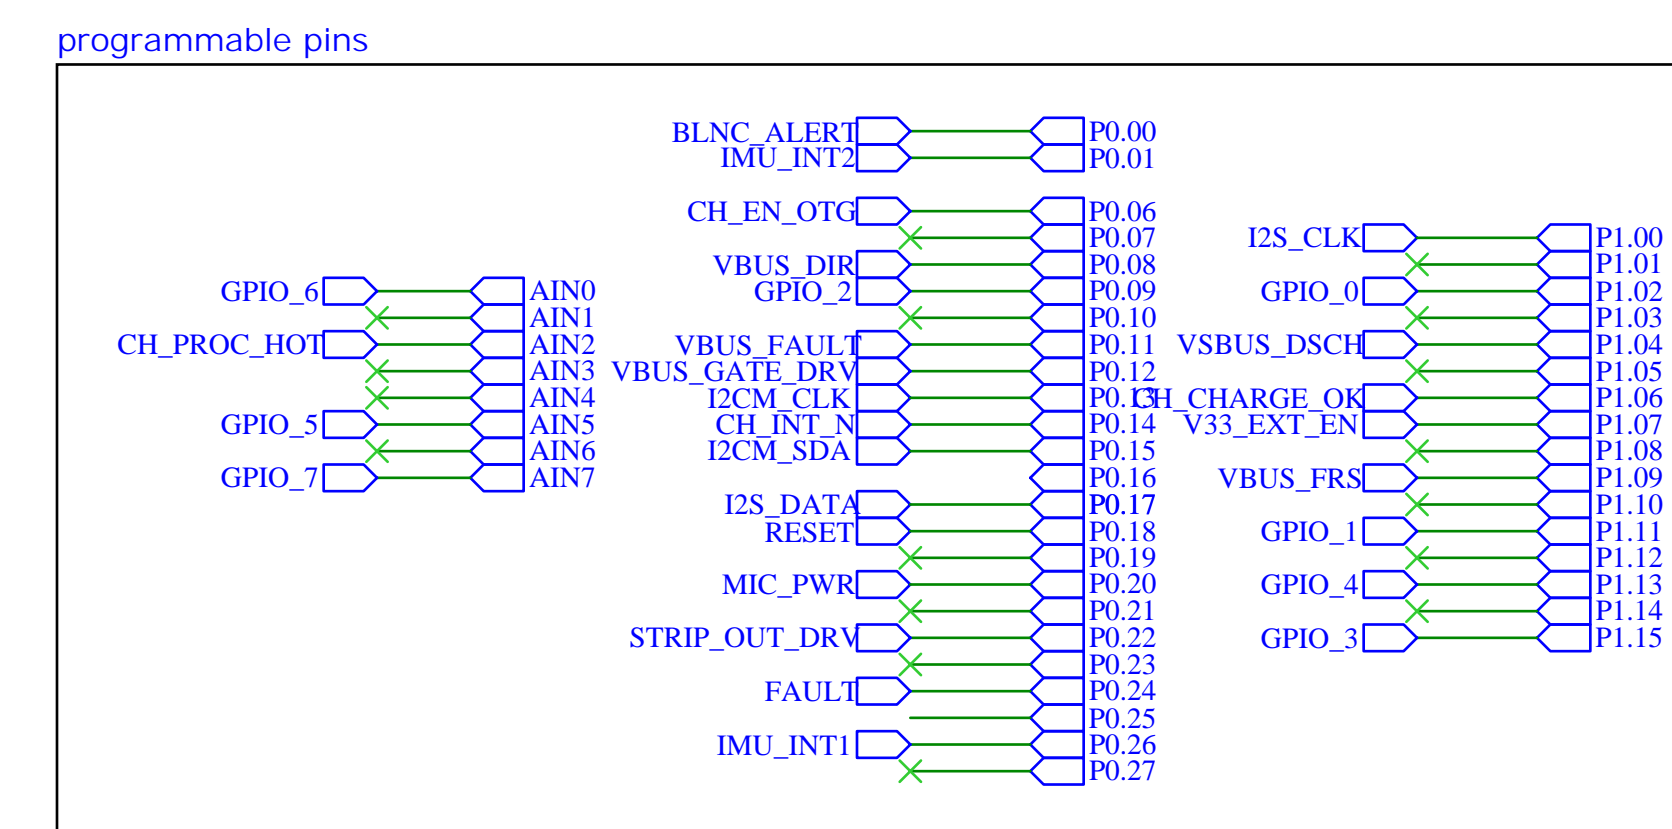 programmable pins
BLNC_ALERT P0.00
IMU_INT2 P0.01
CH_EN_OTG P0.06
P0.07 I2S_CLK P1.00
VBUS_DIR P0.08 P1.01
GPIO_6 AIN0 GPIO_2 P0.09 GPIO_0 P1.02
AIN1 P0.10 P1.03
CH_PROC_HOT AIN2 VBUS_FAULT P0.11 VSBUS_DSCH P1.04
AIN3 VBUS_GATE_DRV P0.12 P1.05
AIN4 I2CM_CLK P0.13 CH_CHARGE_OK P1.06
GPIO_5 AIN5 CH_INT_N P0.14 V33_EXT_EN P1.07
AIN6 I2CM_SDA P0.15 P1.08
GPIO_7 AIN7 P0.16 VBUS_FRS P1.09
I2S_DATA P0.17 P1.10
RESET P0.18 GPIO_1 P1.11
P0.19 P1.12
MIC_PWR P0.20 GPIO_4 P1.13
P0.21 P1.14
STRIP_OUT_DRV P0.22 GPIO_3 P1.15
P0.23
FAULT P0.24
P0.25
IMU_INT1 P0.26
P0.27